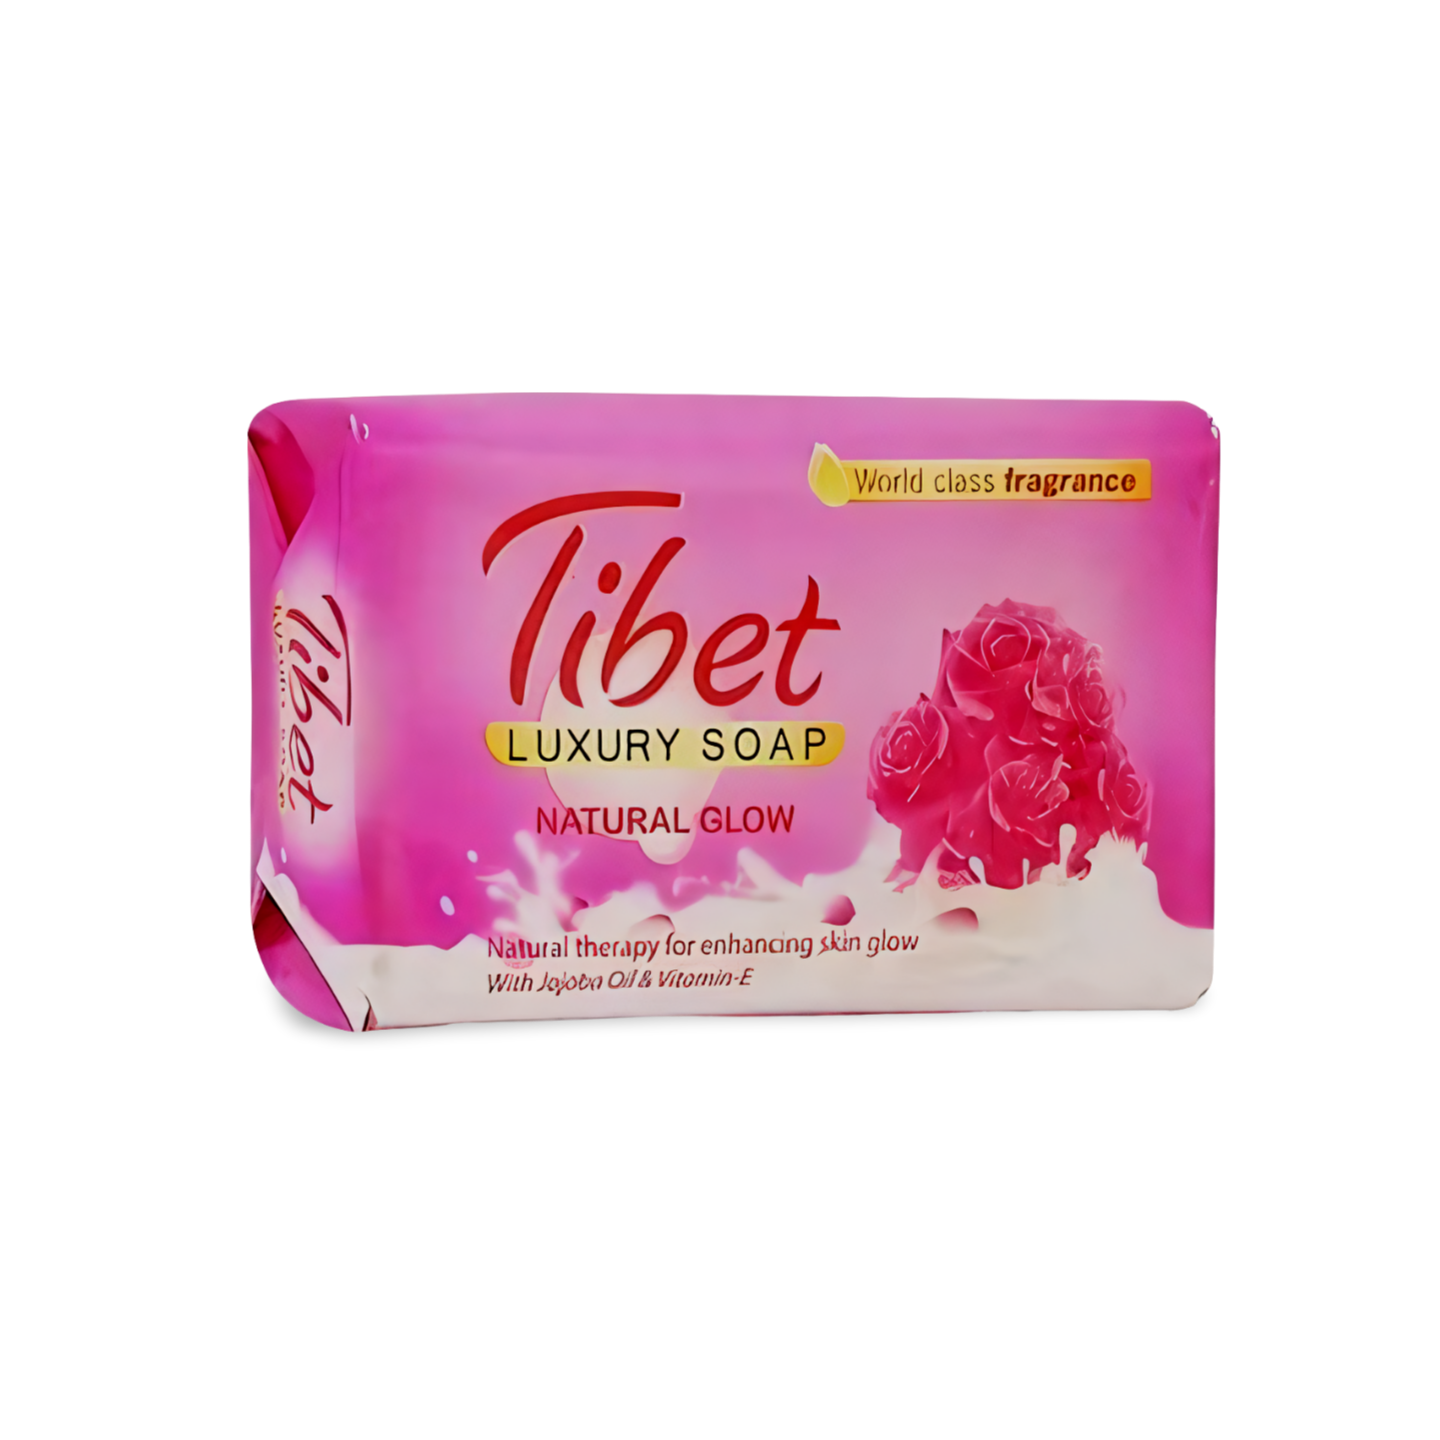 World class fragrance
Tibet
LUXURY SOAP
NATURAL GLOW
Natural therapy for enhancing skin glow
With Jojoba Oil & Vitamin-E
Tibet